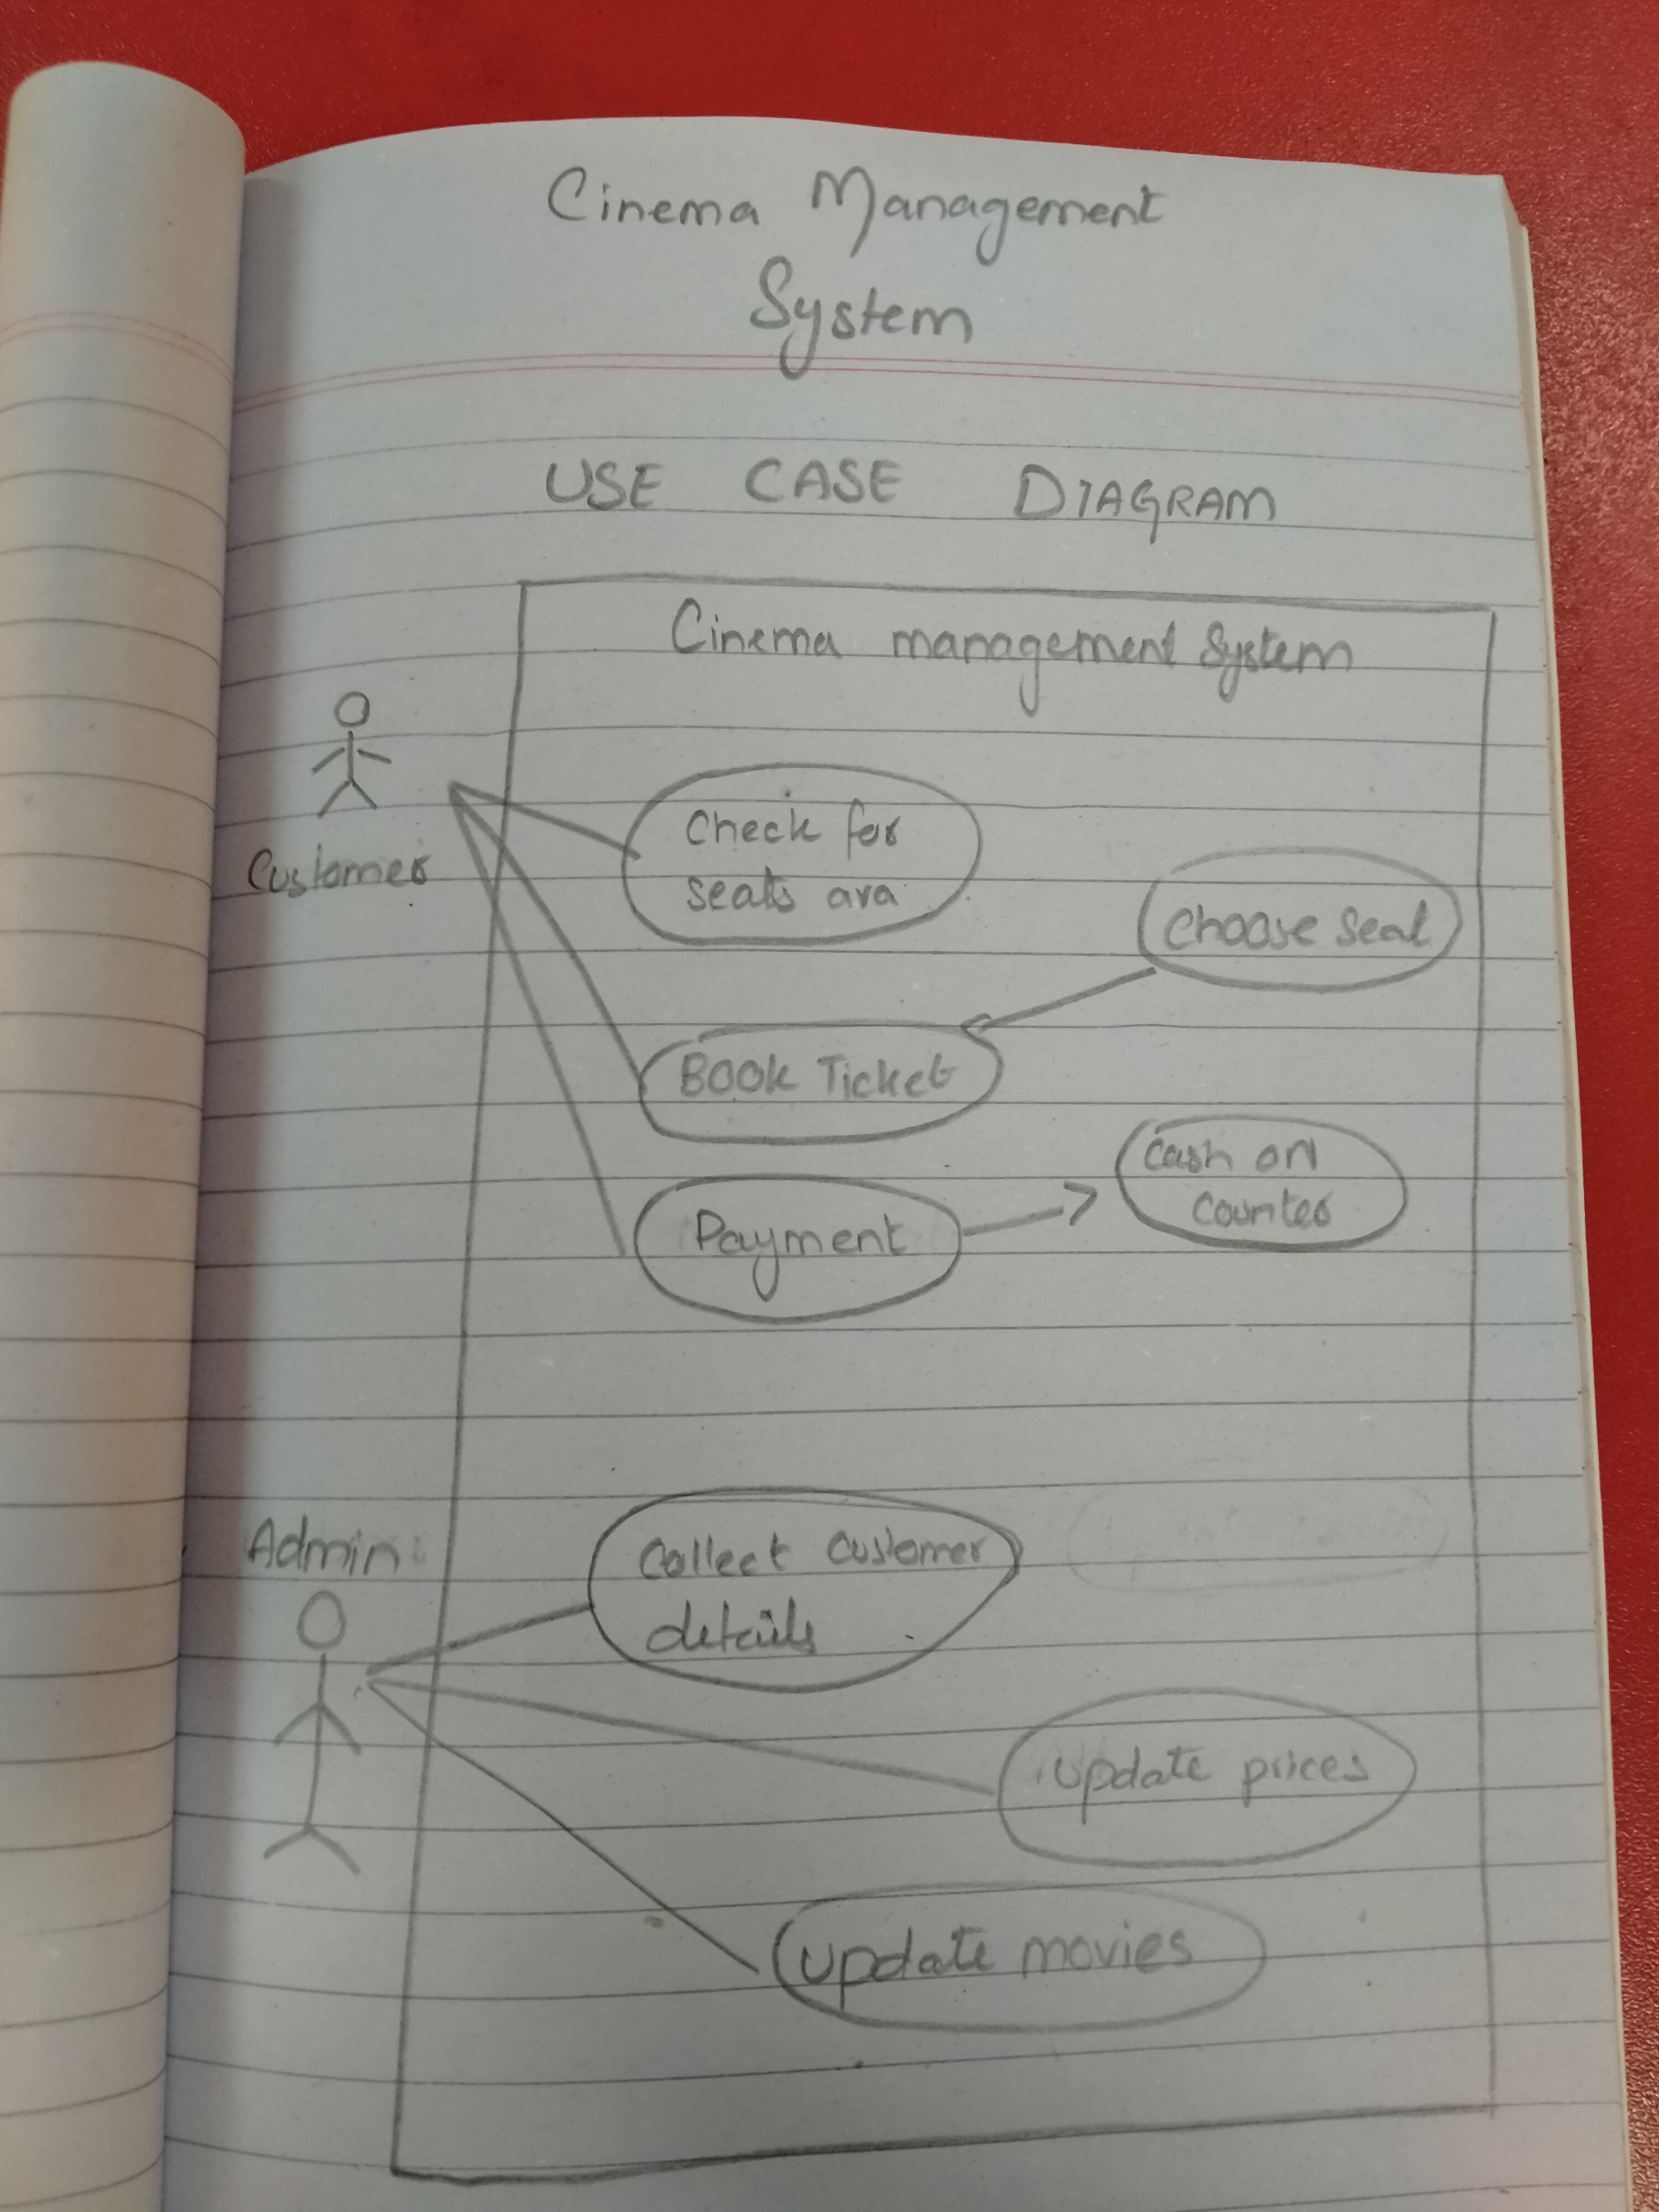 Cinema Management
System
USE CASE DIAGRAM
Cinema management System
Customer
Check for
seats ava
Choose Seat
Book Ticket
Cash on
Counter
Payment
Admin
Collect Customer
details
update prices
update movies